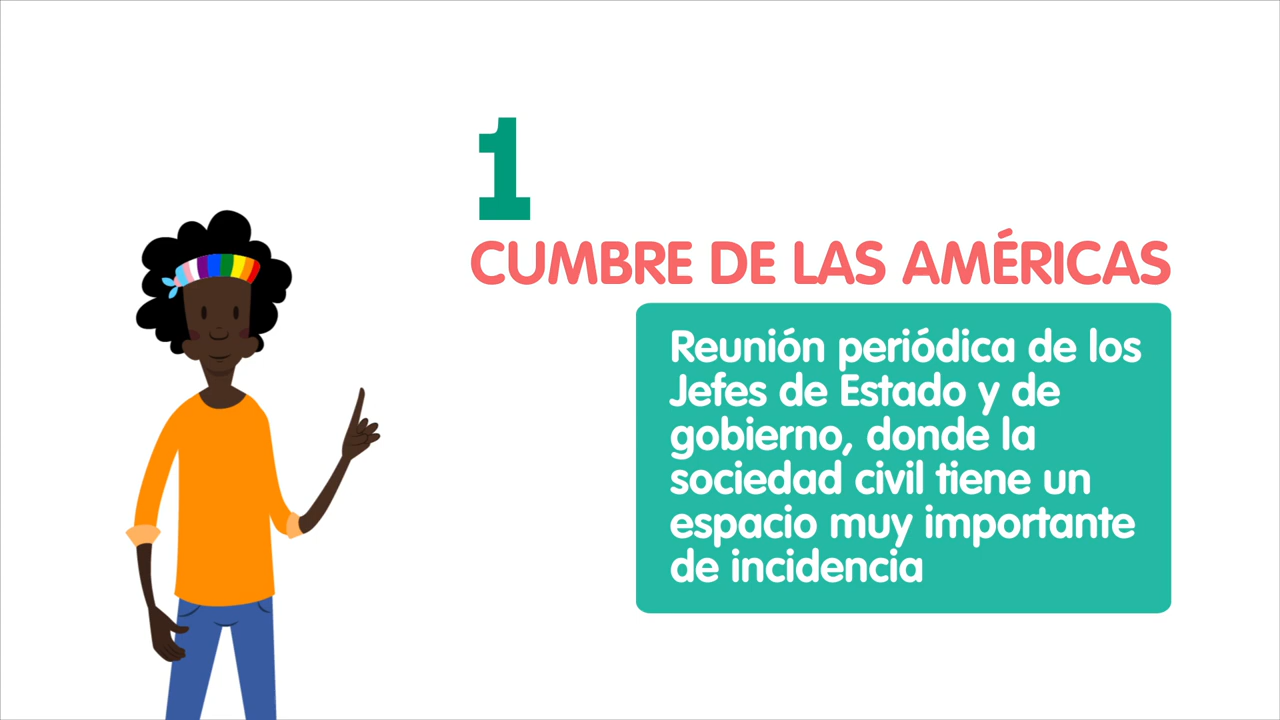 1
CUMBRE DE LAS AMÉRICAS
Reunión periódica de los
Jefes de Estado y de
gobierno, donde la
sociedad civil tiene un
espacio muy importante
de incidencia